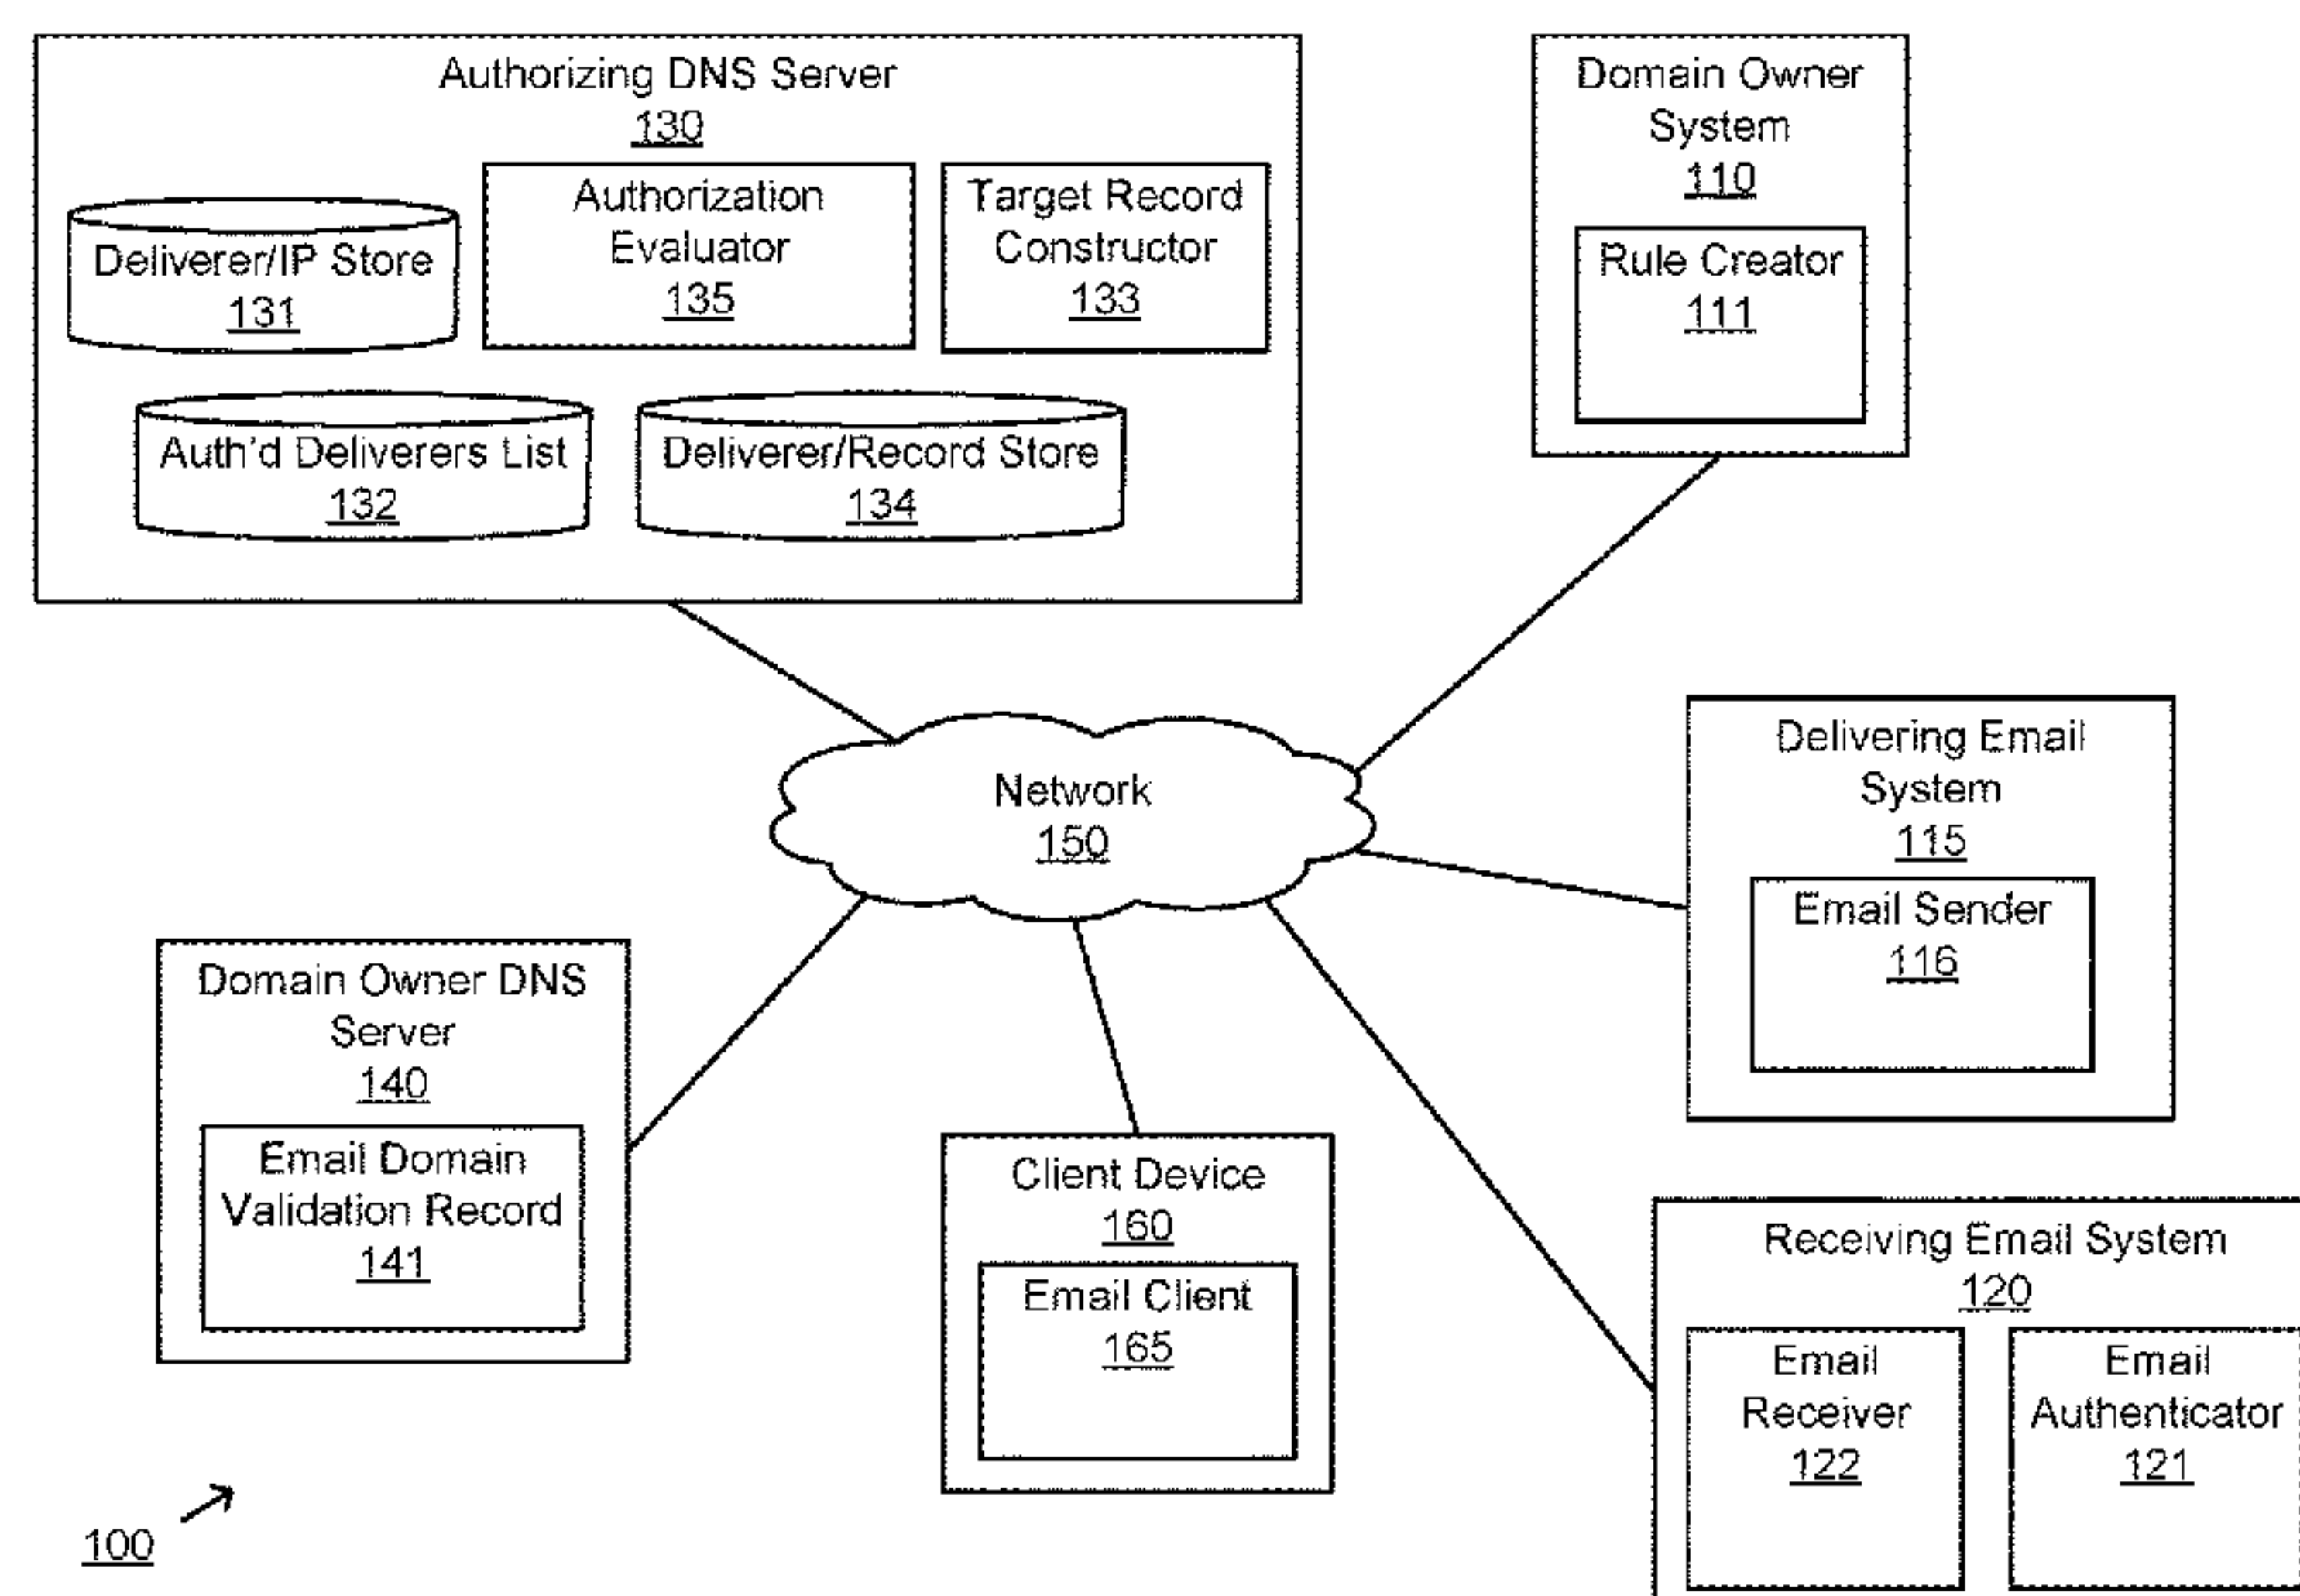 Authorizing DNS Server
130
Deliverer/IP Store
131
Authorization
Evaluator
135
Target Record
Constructor
133
Auth'd Deliverers List
132
Deliverer/Record Store
134
Domain Owner
System
110
Rule Creator
111
Network
150
Delivering Email
System
115
Email Sender
116
Domain Owner DNS
Server
140
Email Domain
Validation Record
141
Client Device
160
Email Client
165
Receiving Email System
120
Email
Receiver
122
Email
Authenticator
121
100